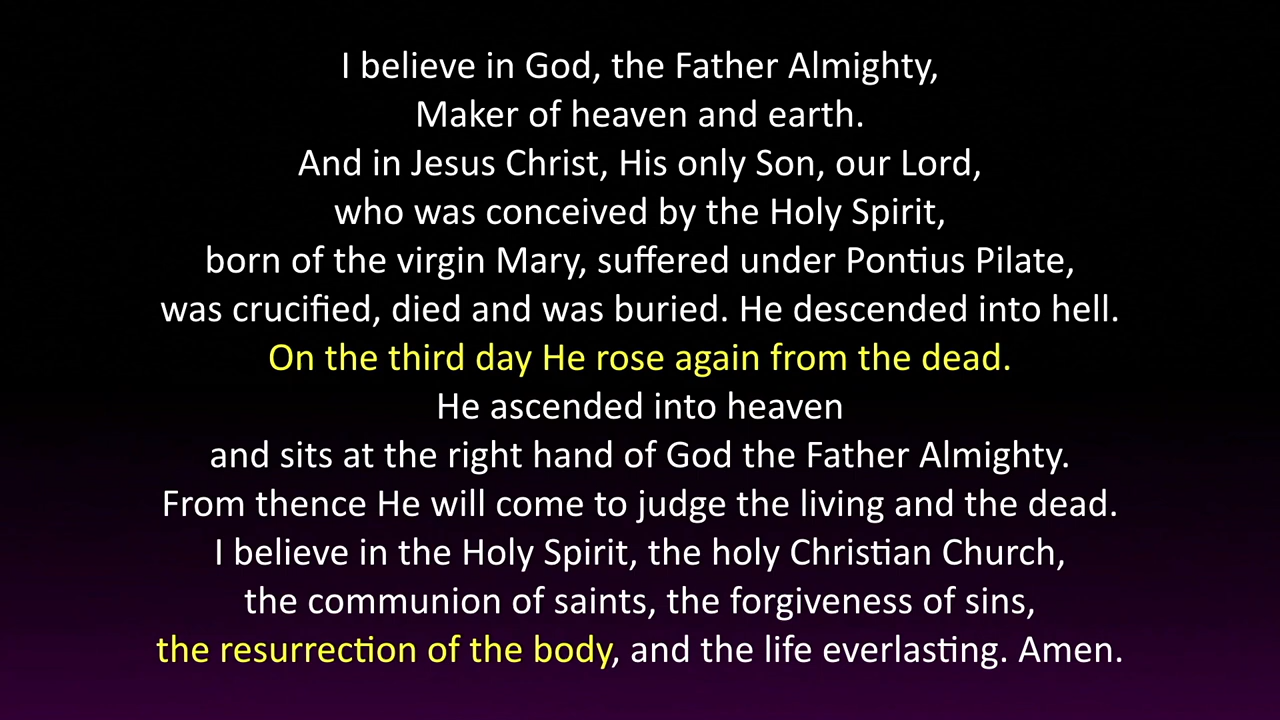 I believe in God, the Father Almighty,
Maker of heaven and earth.
And in Jesus Christ, His only Son, our Lord,
who was conceived by the Holy Spirit,
born of the virgin Mary, suffered under Pontius Pilate,
was crucified, died and was buried. He descended into hell.
On the third day He rose again from the dead.
He ascended into heaven
and sits at the right hand of God the Father Almighty.
From thence He will come to judge the living and the dead.
I believe in the Holy Spirit, the holy Christian Church,
the communion of saints, the forgiveness of sins,
the resurrection of the body, and the life everlasting. Amen.